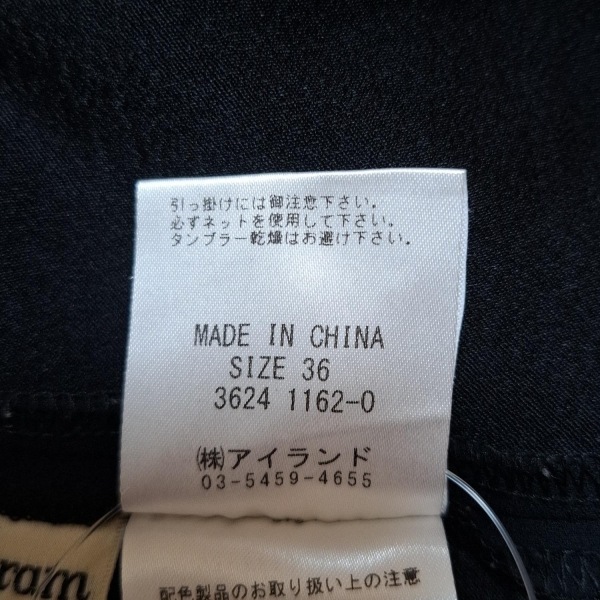 引っ掛けには御注意下さい。
必ずネットを使用して下さい。
タンブラー乾燥はお避け下さい。
MADE IN CHINA
SIZE 36
3624 1162-0
㈱アイランド
03-5459-4655
ram
配色製品のお取り扱い上の注意